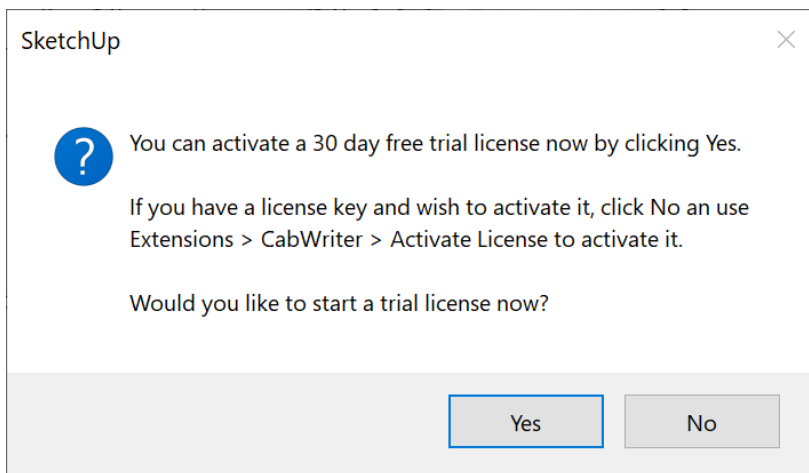 SketchUp
You can activate a 30 day free trial license now by clicking Yes.
If you have a license key and wish to activate it, click No an use
Extensions > CabWriter > Activate License to activate it.
Would you like to start a trial license now?
Yes
No